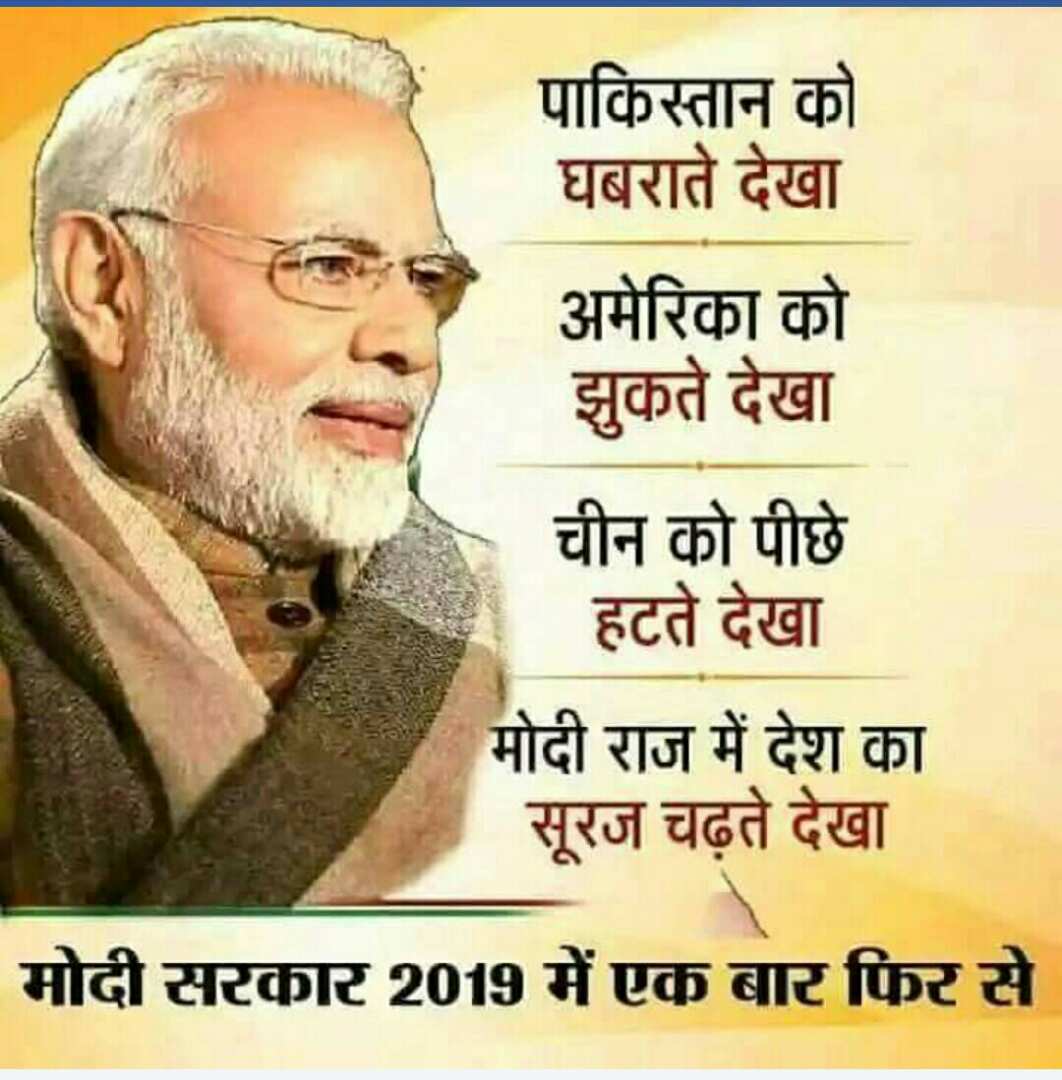 पाकिस्तान को
घबराते देखा
अमेरिका को
झुकते देखा
चीन को पीछे
हटते देखा
मोदी राज में देश का
सूरज चढ़ते देखा
मोदी सरकार 2019 में एक बार फिर से